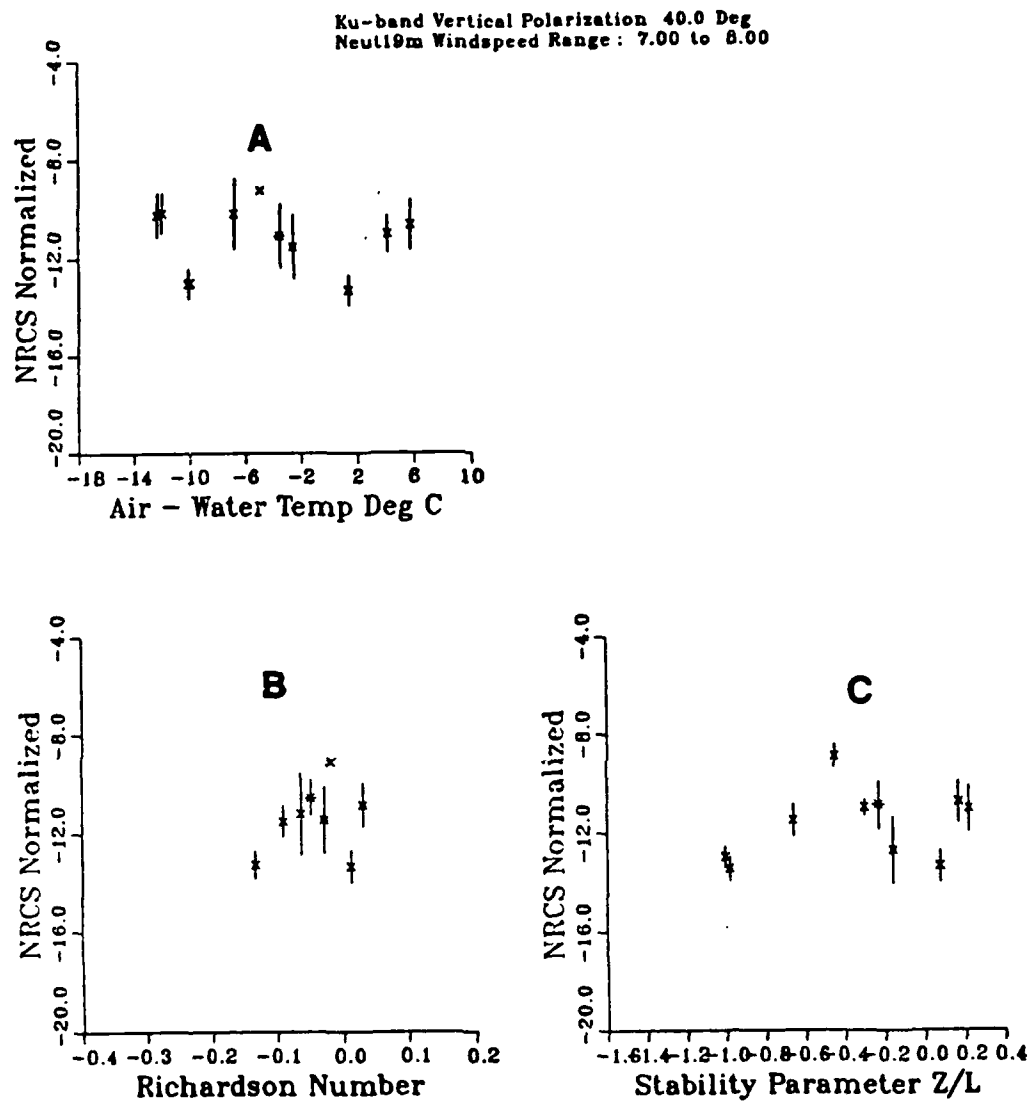 Ku-band Vertical Polarization 40.0 Deg
Neut19m Windspeed Range: 7.00 to 8.00
A
NRCS Normalized
-4.0
-8.0
-12.0
-16.0
-20.0
-18 -14 -10 -6 -2 2 6 10
Air - Water Temp Deg C
B
NRCS Normalized
-4.0
-8.0
-12.0
-16.0
-20.0
-0.4 -0.3 -0.2 -0.1 0.0 0.1 0.2
Richardson Number
C
NRCS Normalized
-4.0
-8.0
-12.0
-16.0
-20.0
-1.6-1.4-1.2-1.0-0.8-0.6-0.4-0.2 0.0 0.2 0.4
Stability Parameter Z/L